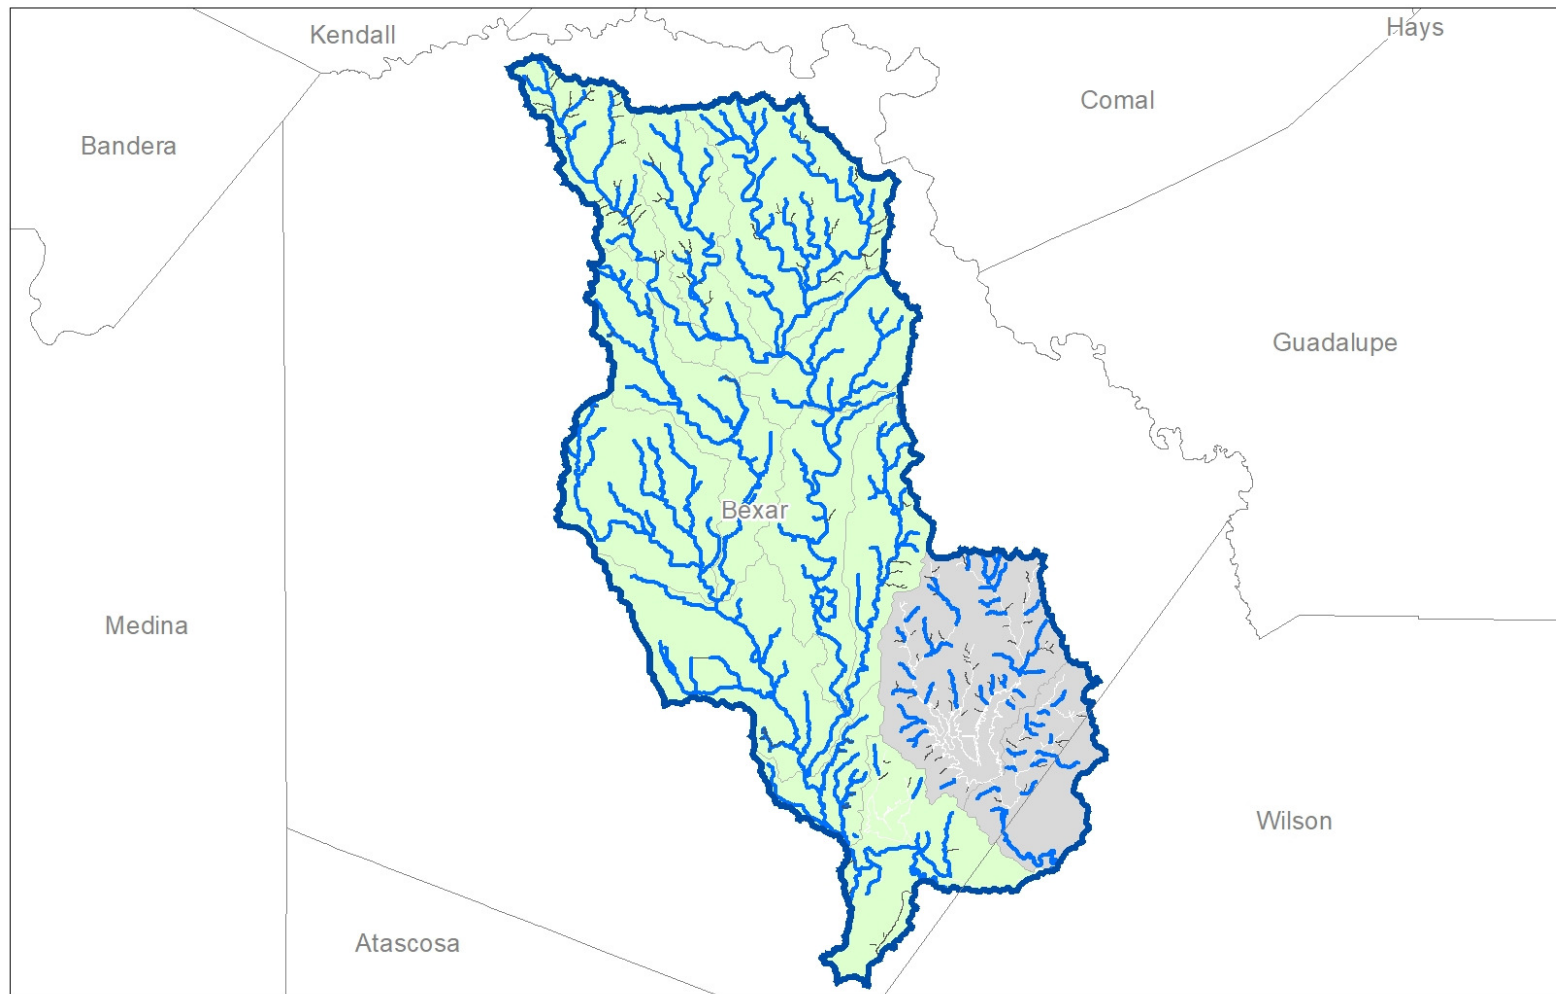 Kendall
Hays
Comal
Bandera
Guadalupe
Bexar
Medina
Wilson
Atascosa